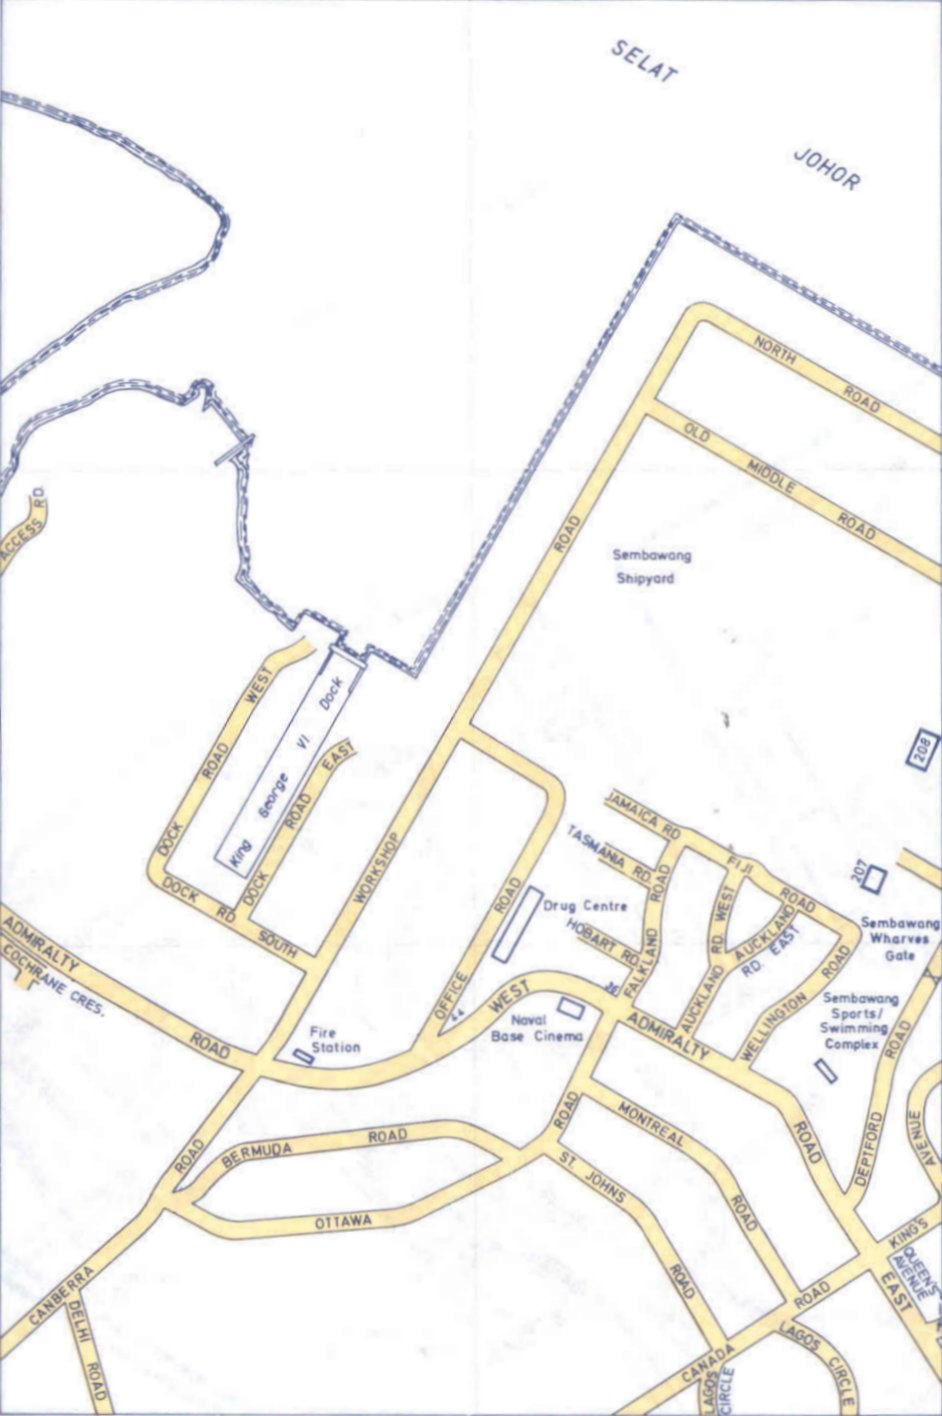 SELAT
JOHOR
NORTH ROAD
OLD MIDDLE ROAD
ACCESS RD.
ROAD
Sembawang
Shipyard
DOCK ROAD WEST
King George VI Dock
DOCK ROAD EAST
208
JAMAICA RD
TASMANIA RD.
FIJI ROAD
207
WORKSHOP
DOCK RD SOUTH
OFFICE ROAD
Drug Centre
HOBART RD.
FALKLAND ROAD
AUCKLAND RD. WEST
AUCKLAND
RD. EAST
WELLINGTON ROAD
Sembawang
Wharves
Gate
Sembawang
Sports/
Swimming
Complex
ADMIRALTY ROAD WEST
COCHRANE CRES.
44
36
Fire
Station
Naval
Base Cinema
ADMIRALTY ROAD EAST
DEPTFORD ROAD
AVENUE
ROAD
BERMUDA ROAD
MONTREAL ROAD
ROAD
OTTAWA
ST. JOHNS ROAD
KING'S
QUEEN'S
AVENUE
CANBERRA
DELHI ROAD
CANADA ROAD
LAGOS CIRCLE
LAGOS
CIRCLE